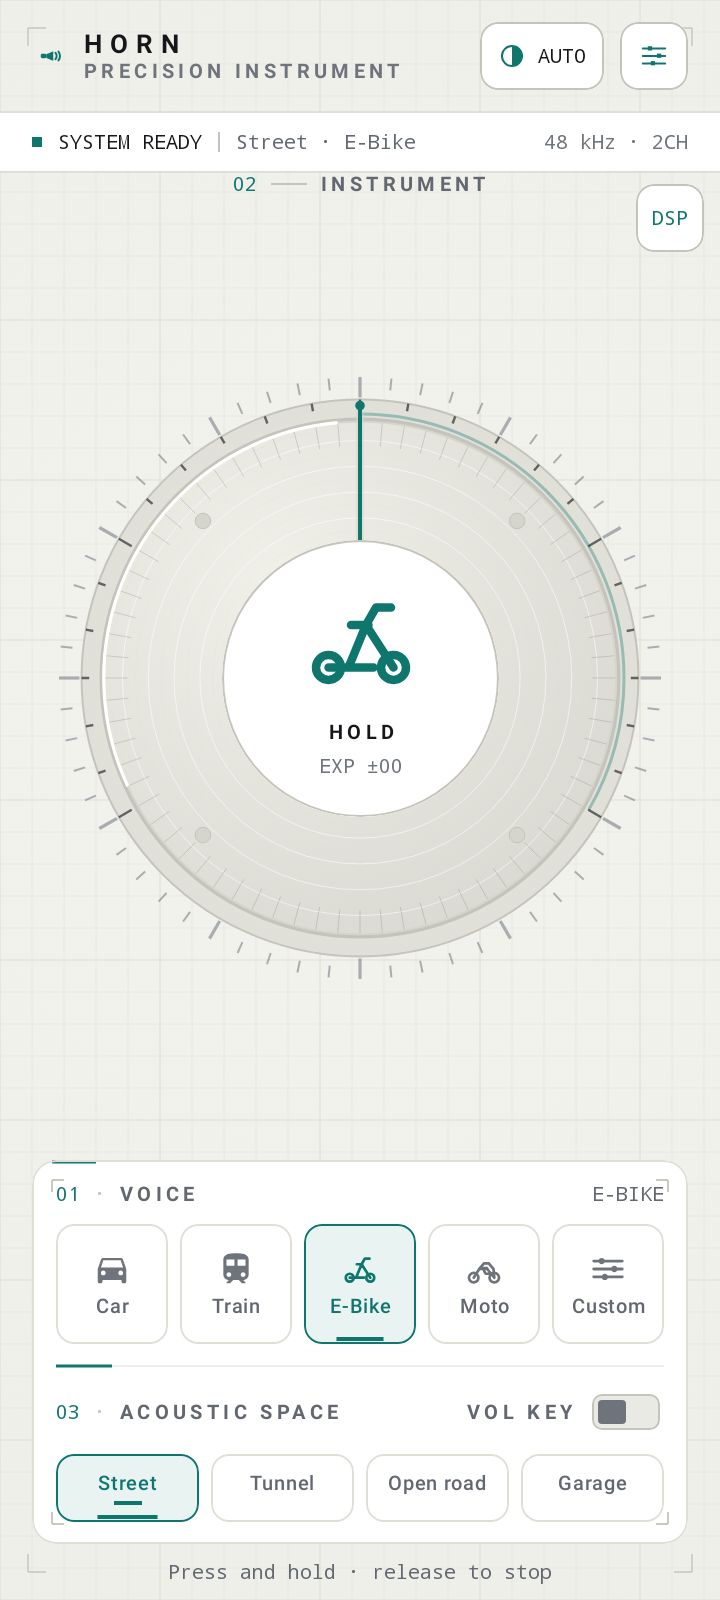 HORN
PRECISION INSTRUMENT
AUTO
SYSTEM READY | Street · E-Bike
48 kHz · 2CH
02 — INSTRUMENT
DSP
HOLD
EXP ±00
01 · VOICE
E-BIKE
Car
Train
E-Bike
Moto
Custom
03 · ACOUSTIC SPACE
VOL KEY
Street
Tunnel
Open road
Garage
Press and hold · release to stop